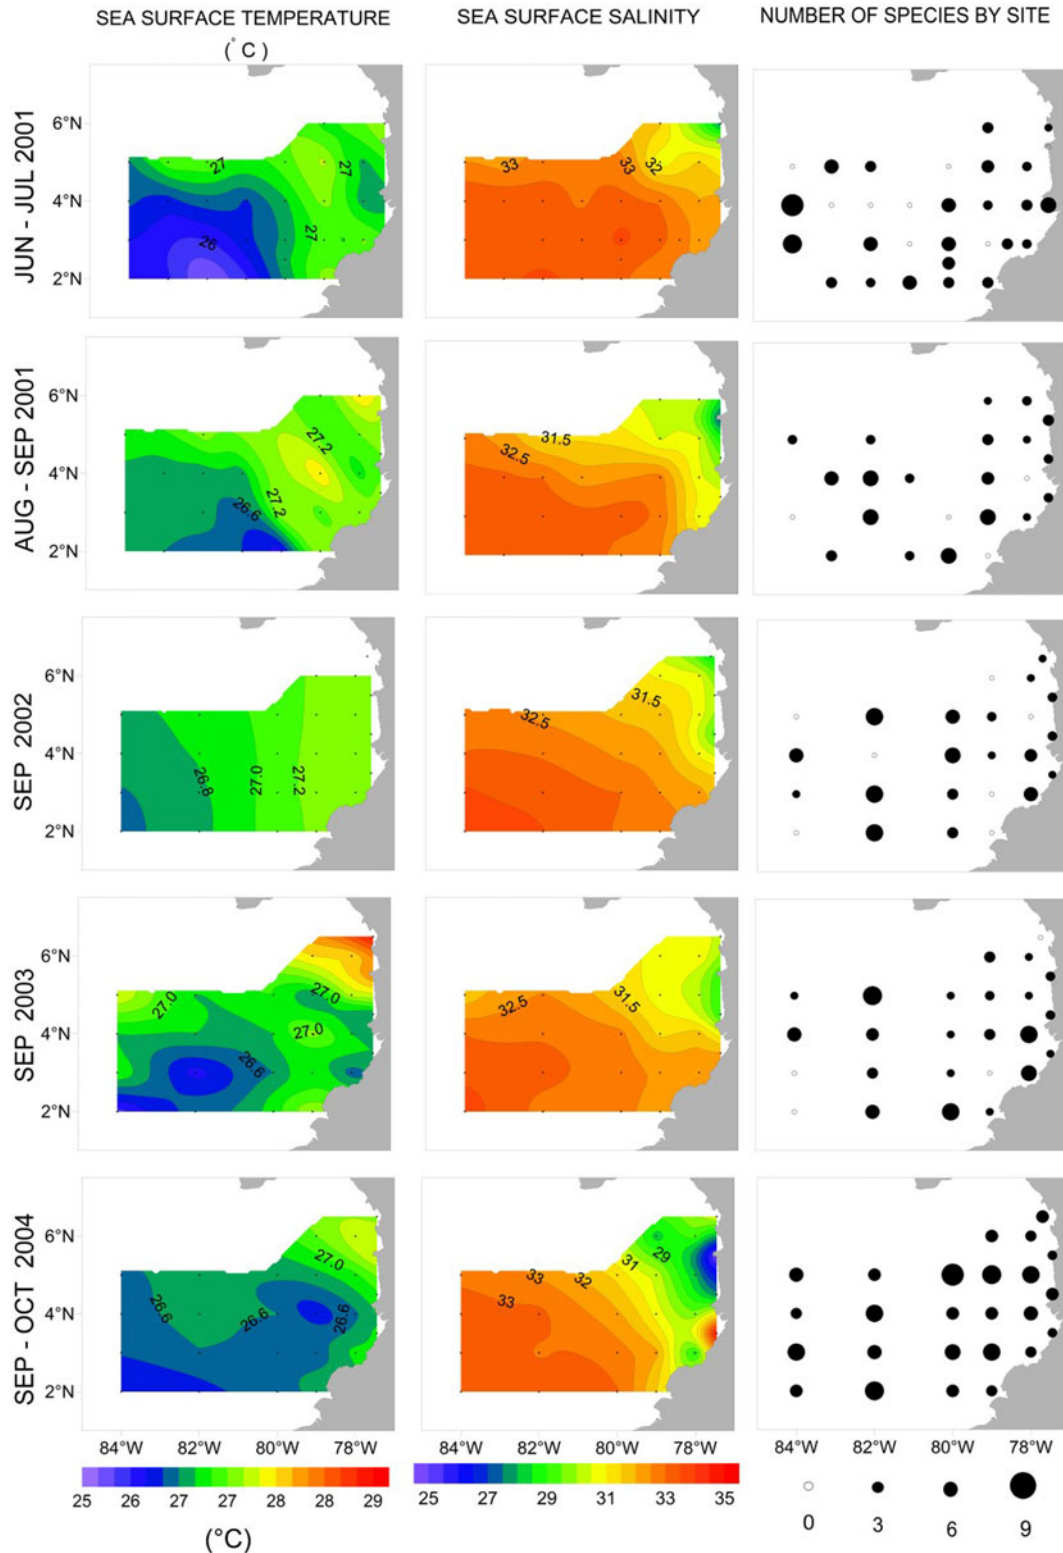 SEA SURFACE TEMPERATURE
(°C)
SEA SURFACE SALINITY
NUMBER OF SPECIES BY SITE
JUN - JUL 2001
6°N
4°N
2°N
27
27
26
27
33
33
32
AUG - SEP 2001
6°N
4°N
2°N
27.2
27.2
26.6
31.5
32.5
SEP 2002
6°N
4°N
2°N
26.8
27.0
27.2
32.5
31.5
SEP 2003
6°N
4°N
2°N
27.0
27.0
27.0
26.6
32.5
31.5
SEP - OCT 2004
6°N
4°N
2°N
27.0
26.6
26.6
26.6
33
33
32
31
29
84°W 82°W 80°W 78°W
84°W 82°W 80°W 78°W
84°W 82°W 80°W 78°W
25 26 27 27 28 28 29
(°C)
25 27 29 31 33 35
0 3 6 9